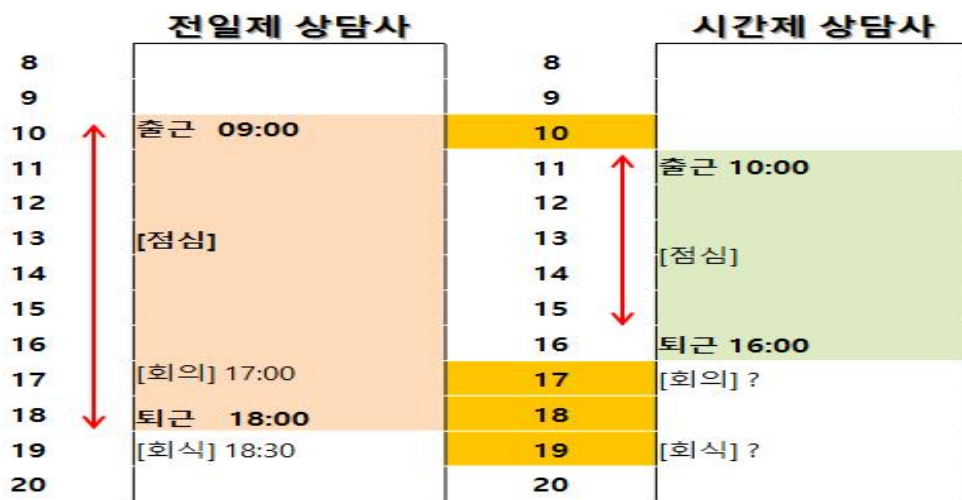 전일제 상담사 시간제 상담사
8 8
9 9
10 출근 09:00 10
11 11 출근 10:00
12 12
13 [점심] 13 [점심]
14 14
15 15
16 16 퇴근 16:00
17 [회의] 17:00 17 [회의] ?
18 퇴근 18:00 18
19 [회식] 18:30 19 [회식] ?
20 20